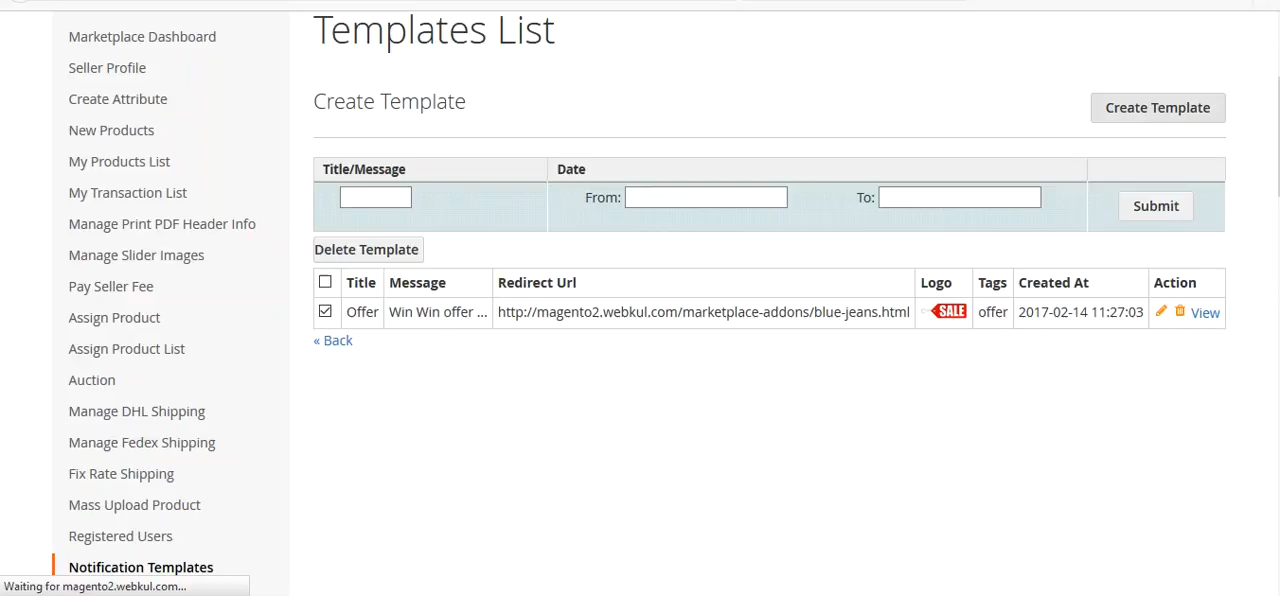 Templates List
Marketplace Dashboard
Seller Profile
Create Attribute
New Products
My Products List
My Transaction List
Manage Print PDF Header Info
Manage Slider Images
Pay Seller Fee
Assign Product
Assign Product List
Auction
Manage DHL Shipping
Manage Fedex Shipping
Fix Rate Shipping
Mass Upload Product
Registered Users
Notification Templates
Create Template
Create Template
Title/Message Date
From: To: Submit
Delete Template
Title Message Redirect Url Logo Tags Created At Action
Offer Win Win offer ... http://magento2.webkul.com/marketplace-addons/blue-jeans.html SALE offer 2017-02-14 11:27:03 View
« Back
Waiting for magento2.webkul.com...